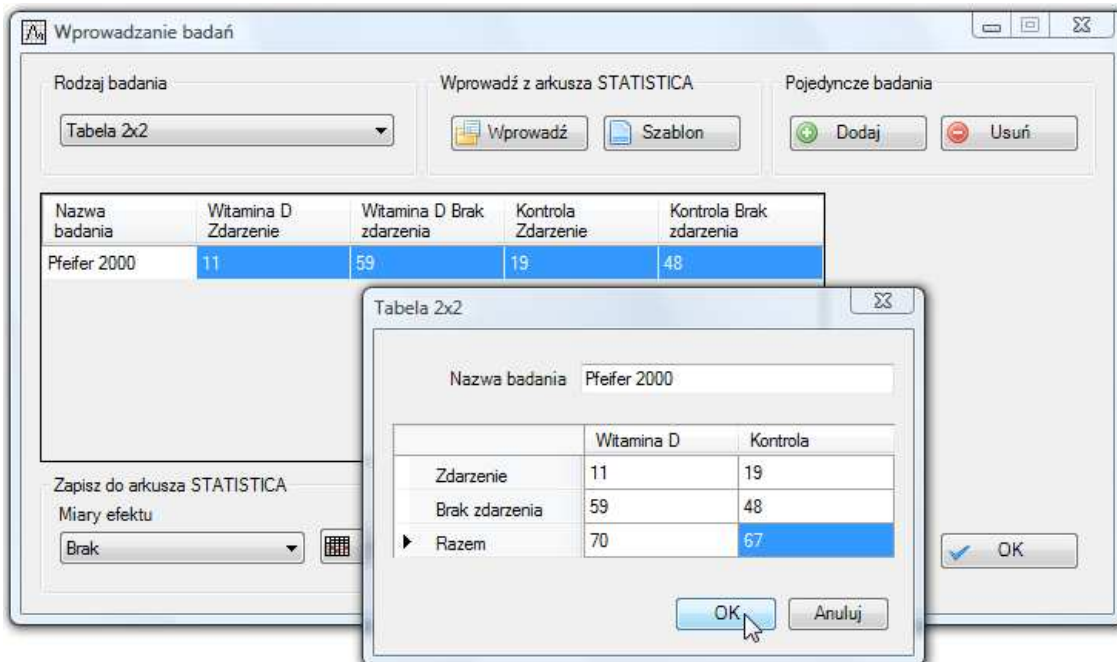 Wprowadzanie badań
Rodzaj badania
Wprowadź z arkusza STATISTICA
Pojedyncze badania
Tabela 2x2
Wprowadź
Szablon
Dodaj
Usuń
Nazwa badania
Witamina D Zdarzenie
Witamina D Brak zdarzenia
Kontrola Zdarzenie
Kontrola Brak zdarzenia
Pfeifer 2000 11 59 19 48
Tabela 2x2
Nazwa badania Pfeifer 2000
Witamina D Kontrola
Zdarzenie 11 19
Brak zdarzenia 59 48
Razem 70 67
OK Anuluj
Zapisz do arkusza STATISTICA
Miary efektu
Brak
OK